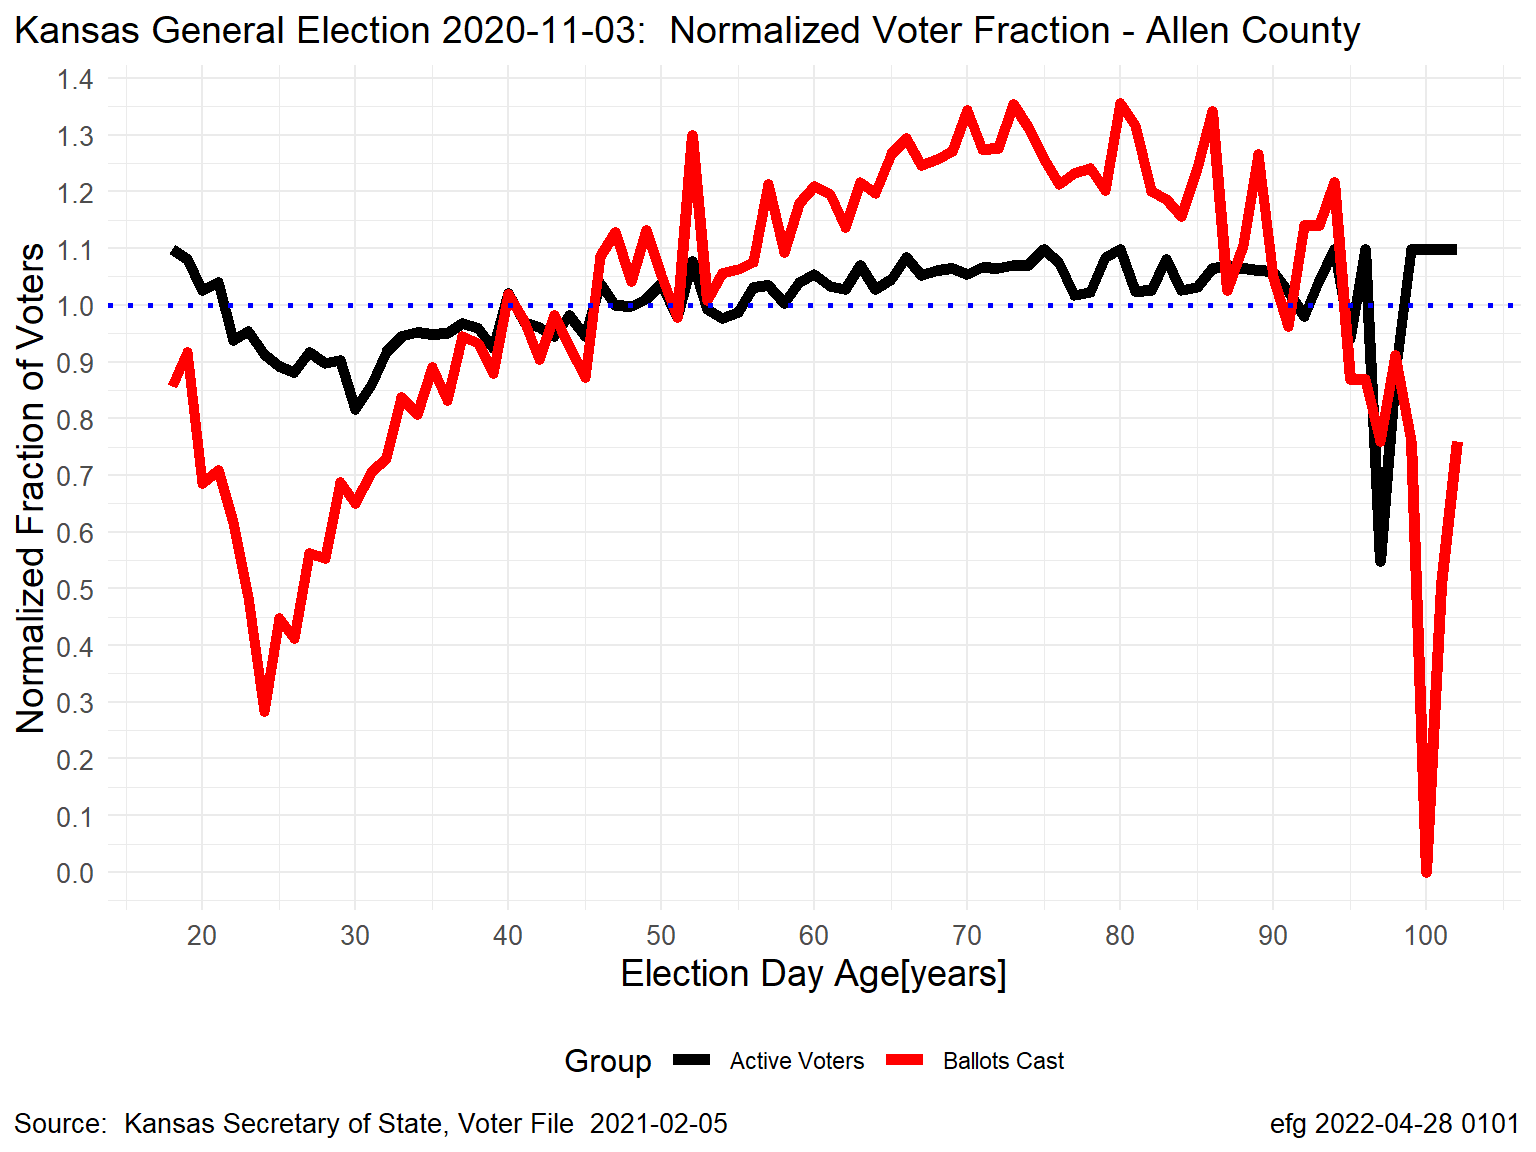 Kansas General Election 2020-11-03:  Normalized Voter Fraction - Allen County
Normalized Fraction of Voters
1.4
1.3
1.2
1.1
1.0
0.9
0.8
0.7
0.6
0.5
0.4
0.3
0.2
0.1
0.0
20 30 40 50 60 70 80 90 100
Election Day Age[years]
Group Active Voters Ballots Cast
Source:  Kansas Secretary of State, Voter File  2021-02-05
efg 2022-04-28 0101